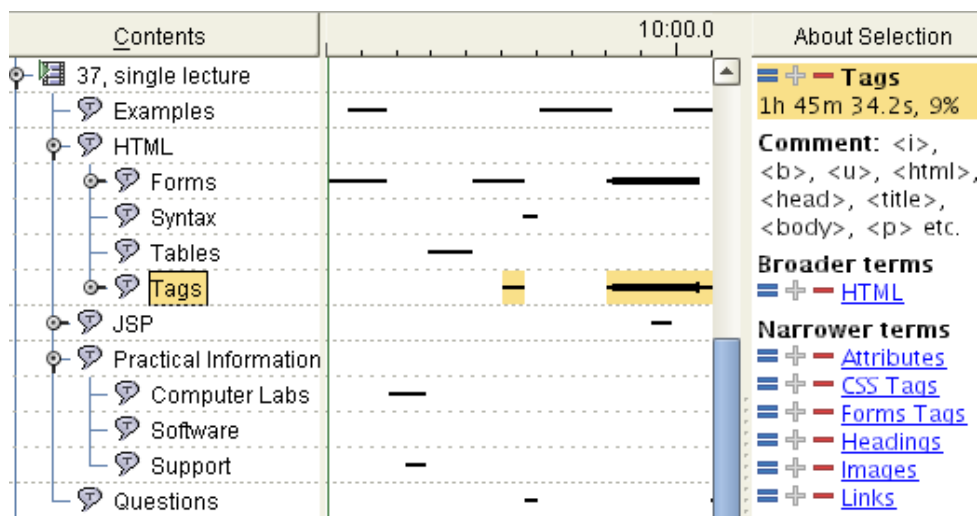 Contents
10:00.0
About Selection
37, single lecture
Examples
HTML
Forms
Syntax
Tables
Tags
JSP
Practical Information
Computer Labs
Software
Support
Questions
Tags
1h 45m 34.2s, 9%
Comment: <i>,
<b>, <u>, <html>,
<head>, <title>,
<body>, <p> etc.
Broader terms
HTML
Narrower terms
Attributes
CSS Tags
Forms Tags
Headings
Images
Links